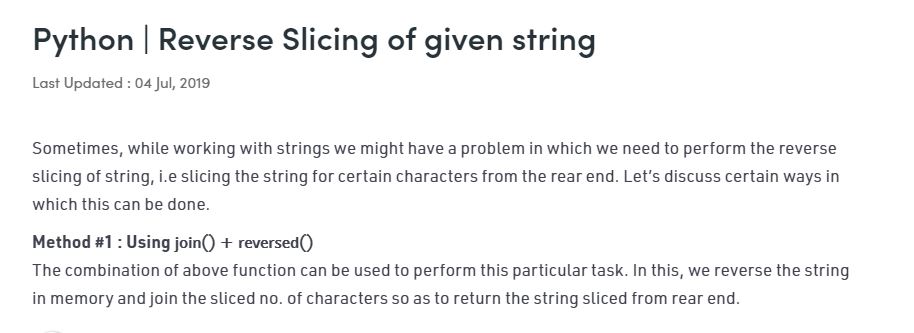 Python | Reverse Slicing of given string
Last Updated : 04 Jul, 2019
Sometimes, while working with strings we might have a problem in which we need to perform the reverse
slicing of string, i.e slicing the string for certain characters from the rear end. Let’s discuss certain ways in
which this can be done.
Method #1 : Using join() + reversed()
The combination of above function can be used to perform this particular task. In this, we reverse the string
in memory and join the sliced no. of characters so as to return the string sliced from rear end.